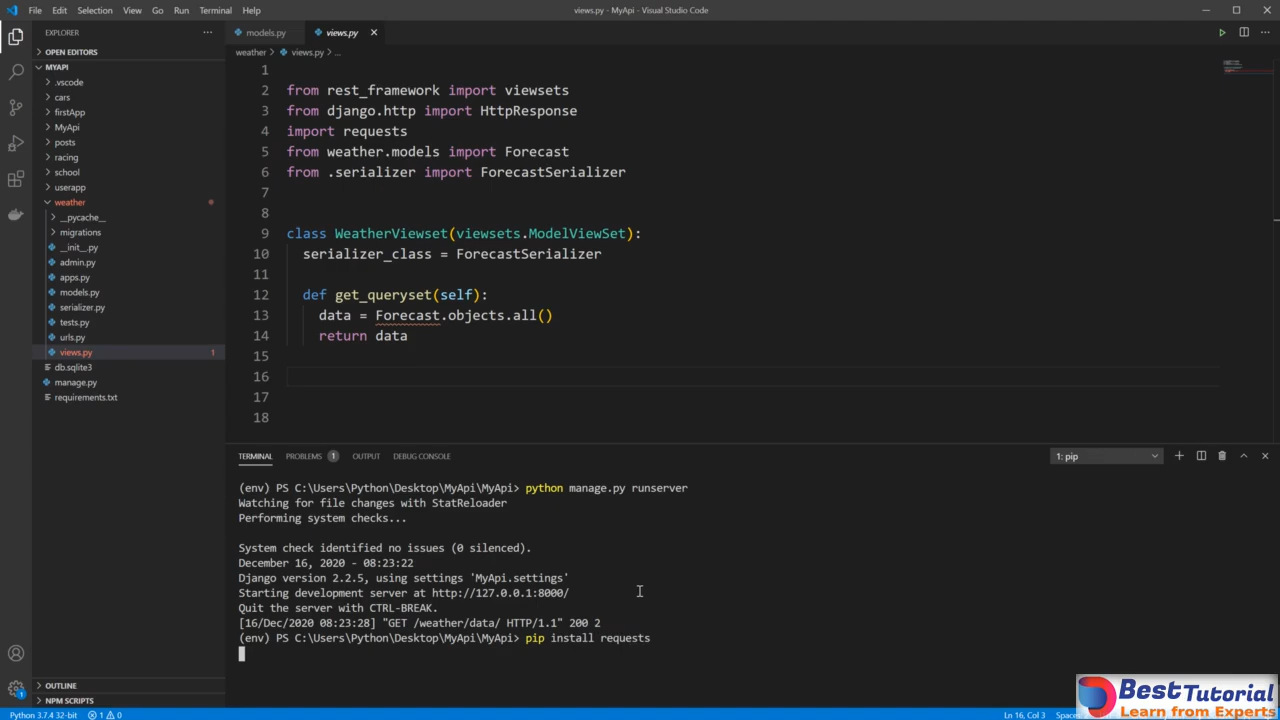 File Edit Selection View Go Run Terminal Help
views.py - MyApi - Visual Studio Code
EXPLORER
OPEN EDITORS
MYAPI
.vscode
cars
firstApp
MyApi
posts
racing
school
userapp
weather
__pycache__
migrations
__init__.py
admin.py
apps.py
models.py
serializer.py
tests.py
urls.py
views.py 1
db.sqlite3
manage.py
requirements.txt
OUTLINE
NPM SCRIPTS
models.py views.py
weather > views.py > ...
1
2 from rest_framework import viewsets
3 from django.http import HttpResponse
4 import requests
5 from weather.models import Forecast
6 from .serializer import ForecastSerializer
7
8
9 class WeatherViewset(viewsets.ModelViewSet):
10 serializer_class = ForecastSerializer
11
12 def get_queryset(self):
13 data = Forecast.objects.all()
14 return data
15
16
17
18
TERMINAL PROBLEMS 1 OUTPUT DEBUG CONSOLE 1: pip
(env) PS C:\Users\Python\Desktop\MyApi\MyApi> python manage.py runserver
Watching for file changes with StatReloader
Performing system checks...
System check identified no issues (0 silenced).
December 16, 2020 - 08:23:22
Django version 2.2.5, using settings 'MyApi.settings'
Starting development server at http://127.0.0.1:8000/
Quit the server with CTRL-BREAK.
[16/Dec/2020 08:23:28] "GET /weather/data/ HTTP/1.1" 200 2
(env) PS C:\Users\Python\Desktop\MyApi\MyApi> pip install requests
1
Python 3.7.4 32-bit 1 0
Ln 16, Col 3
BestTutorial
Learn from Experts